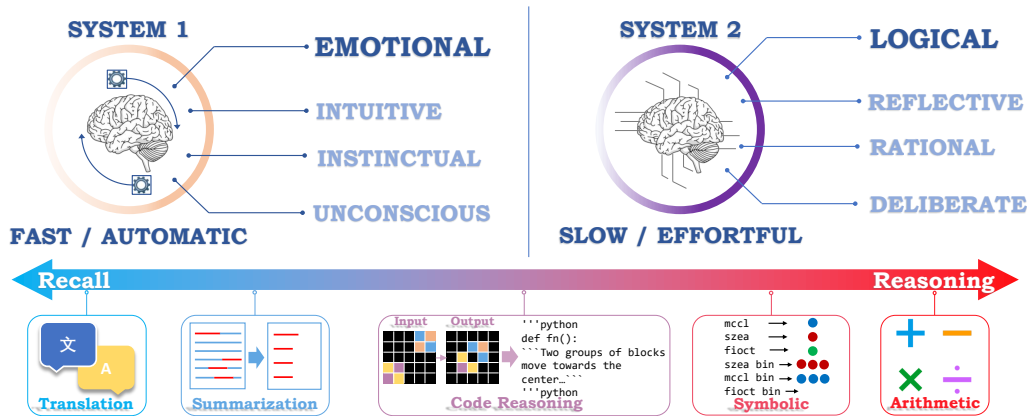 SYSTEM 1
EMOTIONAL
INTUITIVE
INSTINCTUAL
UNCONSCIOUS
FAST / AUTOMATIC
SYSTEM 2
LOGICAL
REFLECTIVE
RATIONAL
DELIBERATE
SLOW / EFFORTFUL
Recall
Reasoning
文
A
Translation
Summarization
Input
Output
'''python
def fn():
```Two groups of blocks
move towards the
center…```
'''python
Code Reasoning
mccl
szea
fioct
szea bin
mccl bin
fioct bin
Symbolic
+
−
×
÷
Arithmetic